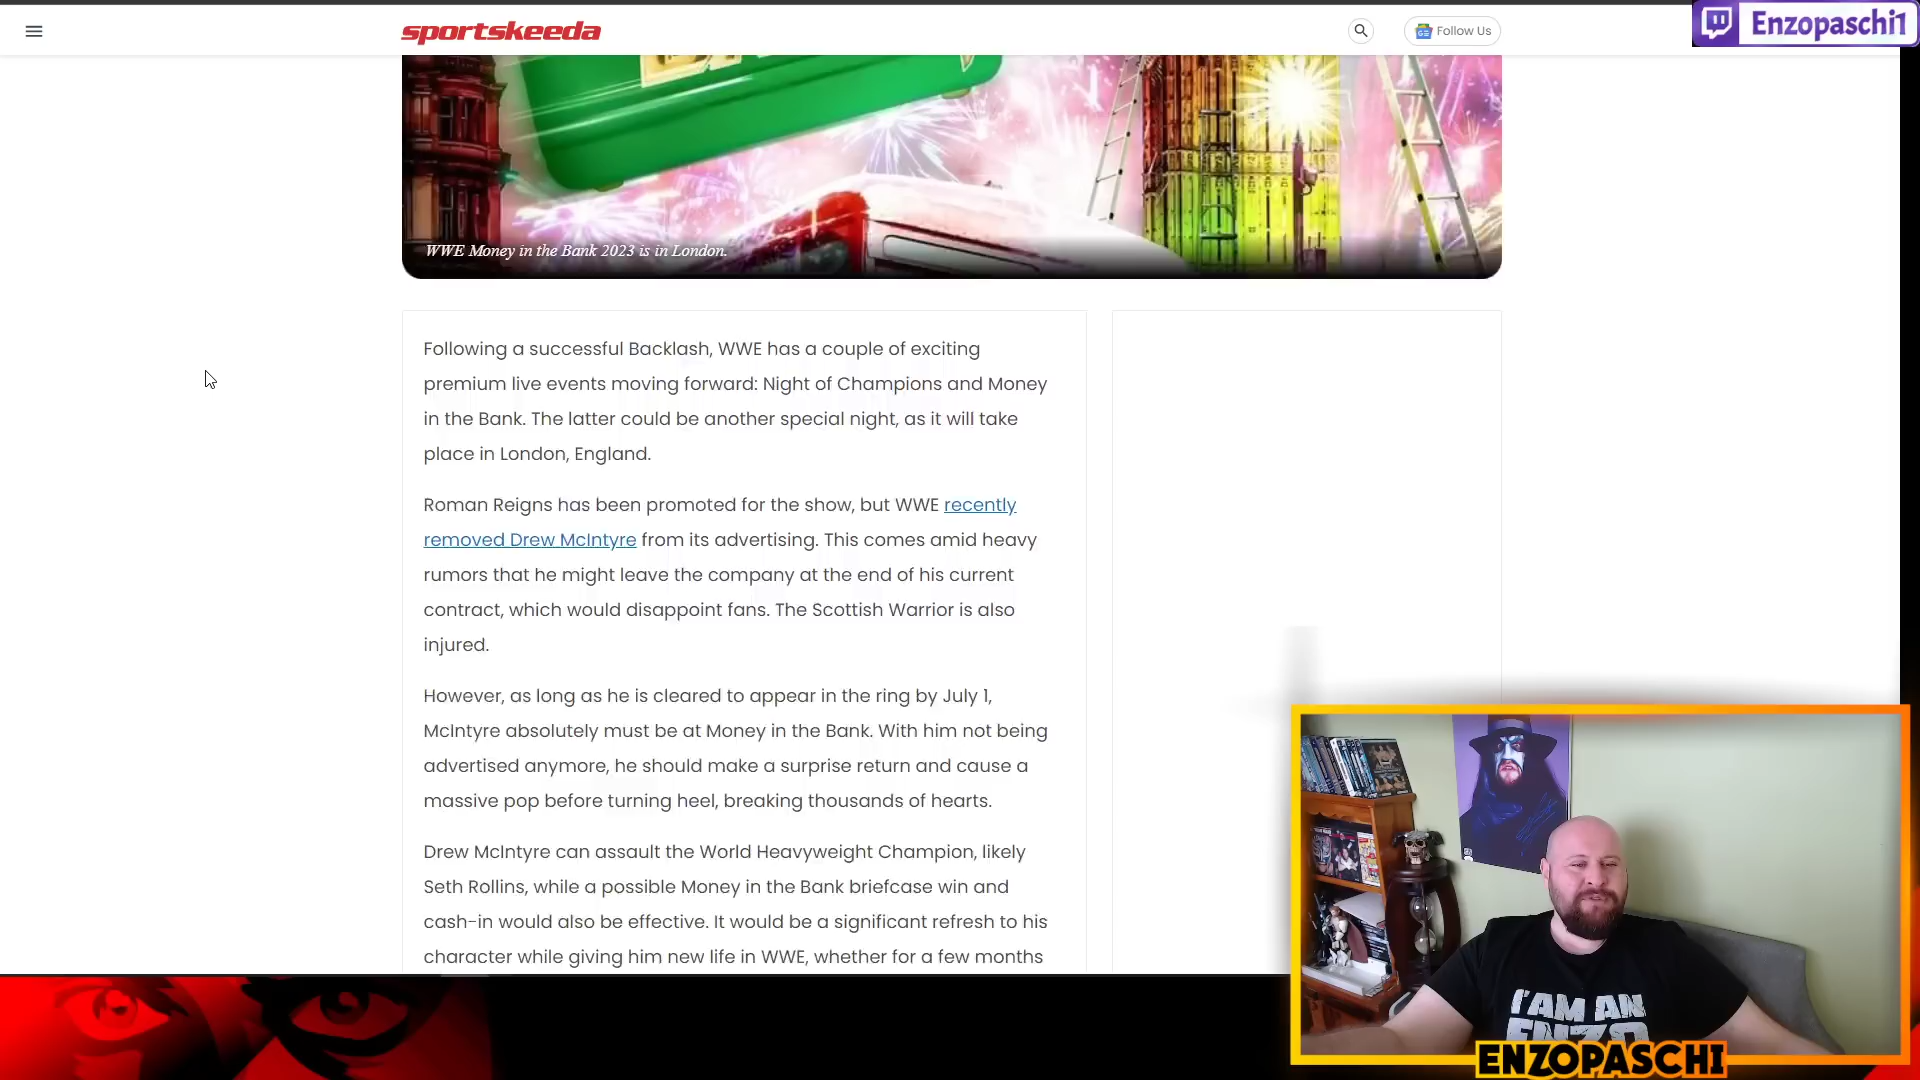 sportskeeda
Follow Us
Enzopaschi1
WWE Money in the Bank 2023 is in London.
Following a successful Backlash, WWE has a couple of exciting
premium live events moving forward: Night of Champions and Money
in the Bank. The latter could be another special night, as it will take
place in London, England.
Roman Reigns has been promoted for the show, but WWE recently
removed Drew McIntyre from its advertising. This comes amid heavy
rumors that he might leave the company at the end of his current
contract, which would disappoint fans. The Scottish Warrior is also
injured.
However, as long as he is cleared to appear in the ring by July 1,
McIntyre absolutely must be at Money in the Bank. With him not being
advertised anymore, he should make a surprise return and cause a
massive pop before turning heel, breaking thousands of hearts.
Drew McIntyre can assault the World Heavyweight Champion, likely
Seth Rollins, while a possible Money in the Bank briefcase win and
cash-in would also be effective. It would be a significant refresh to his
character while giving him new life in WWE, whether for a few months
I'AM AN
ENZO
ENZOPASCHI